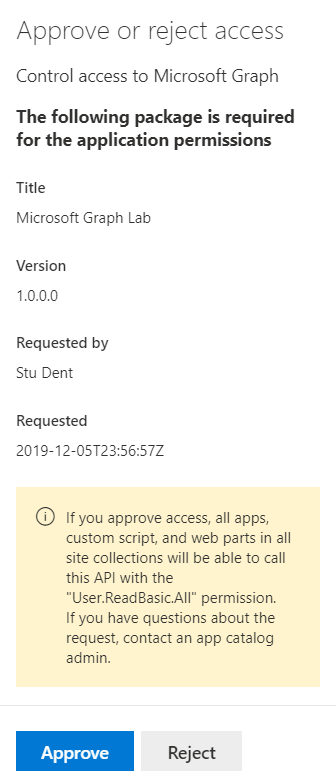 Approve or reject access
Control access to Microsoft Graph
The following package is required
for the application permissions
Title
Microsoft Graph Lab
Version
1.0.0.0
Requested by
Stu Dent
Requested
2019-12-05T23:56:57Z
If you approve access, all apps,
custom script, and web parts in all
site collections will be able to call
this API with the
"User.ReadBasic.All" permission.
If you have questions about the
request, contact an app catalog
admin.
Approve
Reject